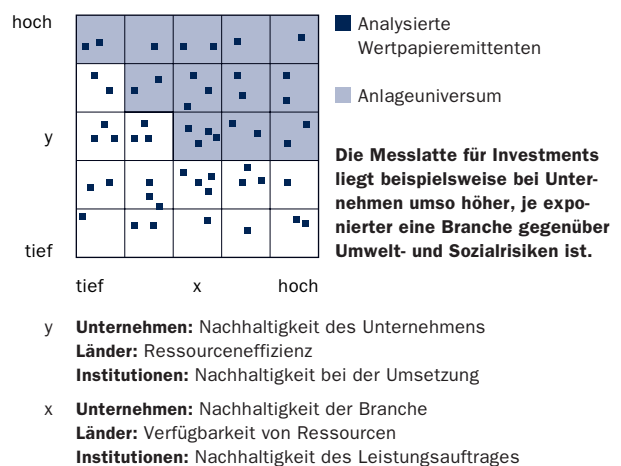 hoch
y
tief
tief x hoch
Analysierte
Wertpapieremittenten
Anlageuniversum
Die Messlatte für Investments
liegt beispielsweise bei Unter-
nehmen umso höher, je expo-
nierter eine Branche gegenüber
Umwelt- und Sozialrisiken ist.
y Unternehmen: Nachhaltigkeit des Unternehmens
Länder: Ressourceneffizienz
Institutionen: Nachhaltigkeit bei der Umsetzung
x Unternehmen: Nachhaltigkeit der Branche
Länder: Verfügbarkeit von Ressourcen
Institutionen: Nachhaltigkeit des Leistungsauftrages